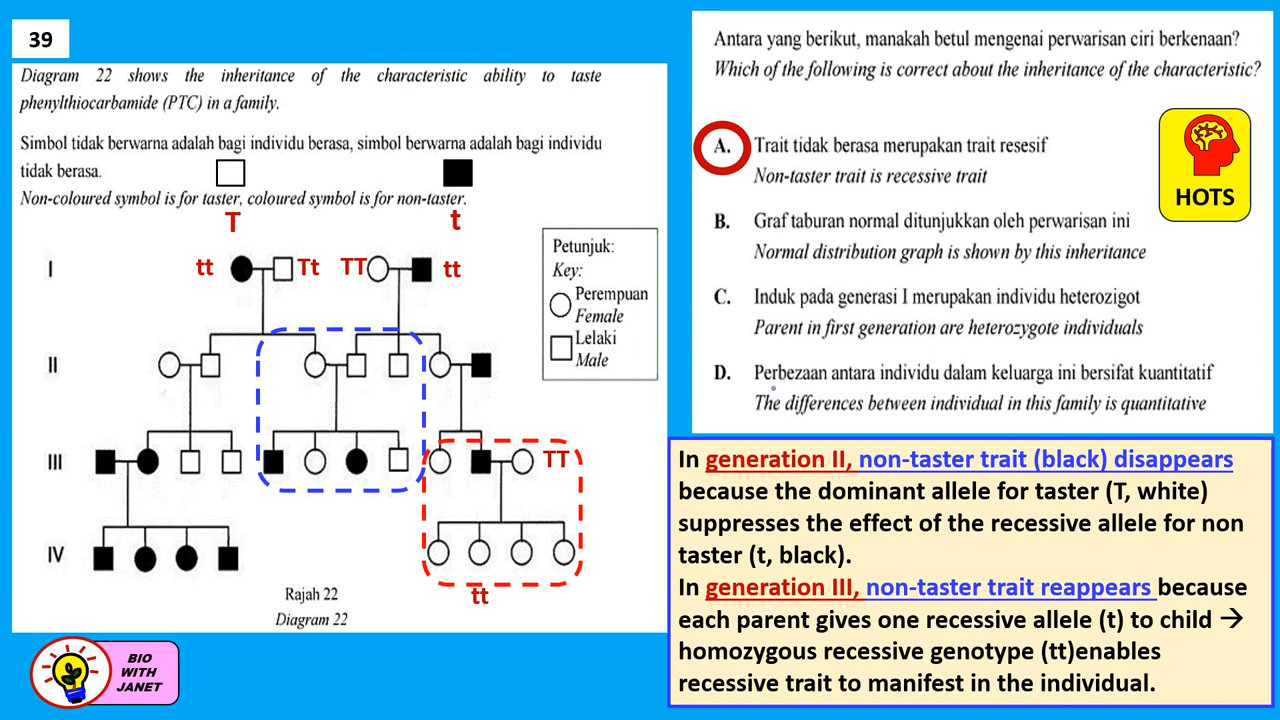 39
Diagram 22 shows the inheritance of the characteristic ability to taste
phenylthiocarbamide (PTC) in a family.
Simbol tidak berwarna adalah bagi individu berasa, simbol berwarna adalah bagi individu
tidak berasa.
Non-coloured symbol is for taster, coloured symbol is for non-taster.
T t
I tt Tt TT tt
Petunjuk:
Key:
Perempuan
Female
Lelaki
Male
II
III TT
IV
tt
Rajah 22
Diagram 22
BIO
WITH
JANET
Antara yang berikut, manakah betul mengenai perwarisan ciri berkenaan?
Which of the following is correct about the inheritance of the characteristic?
A. Trait tidak berasa merupakan trait resesif
Non-taster trait is recessive trait
HOTS
B. Graf taburan normal ditunjukkan oleh perwarisan ini
Normal distribution graph is shown by this inheritance
C. Induk pada generasi I merupakan individu heterozigot
Parent in first generation are heterozygote individuals
D. Perbezaan antara individu dalam keluarga ini bersifat kuantitatif
The differences between individual in this family is quantitative
In generation II, non-taster trait (black) disappears
because the dominant allele for taster (T, white)
suppresses the effect of the recessive allele for non
taster (t, black).
In generation III, non-taster trait reappears because
each parent gives one recessive allele (t) to child →
homozygous recessive genotype (tt)enables
recessive trait to manifest in the individual.